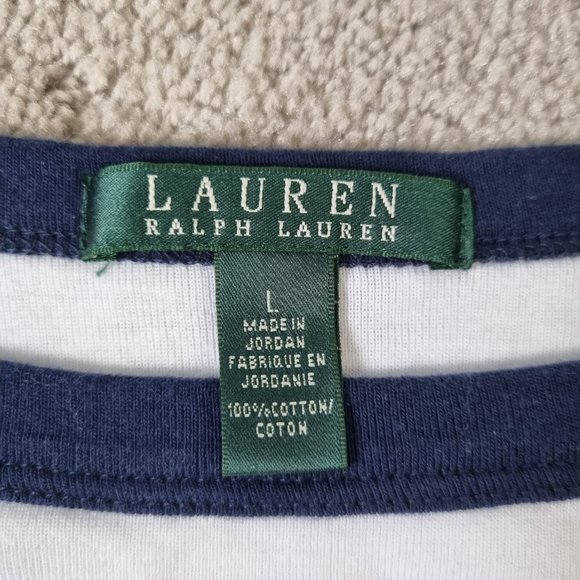 LAUREN
RALPH LAUREN
L
MADE IN
JORDAN
FABRIQUE EN
JORDANIE
100%COTTON/
COTON